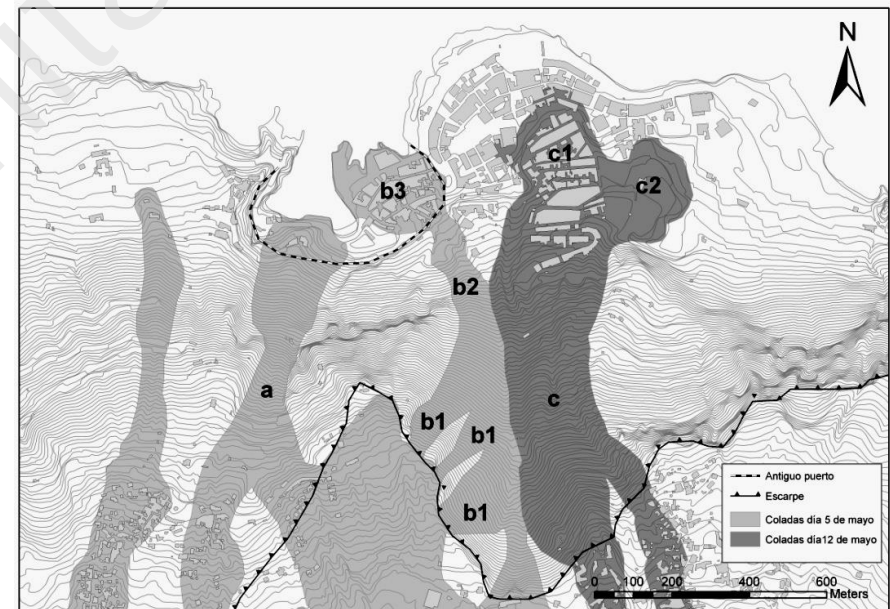 N
b3
c1
c2
b2
a
c
b1
b1
b1
Antiguo puerto
Escarpe
Coladas día 5 de mayo
Coladas día12 de mayo
0 100 200 400 600
Meters